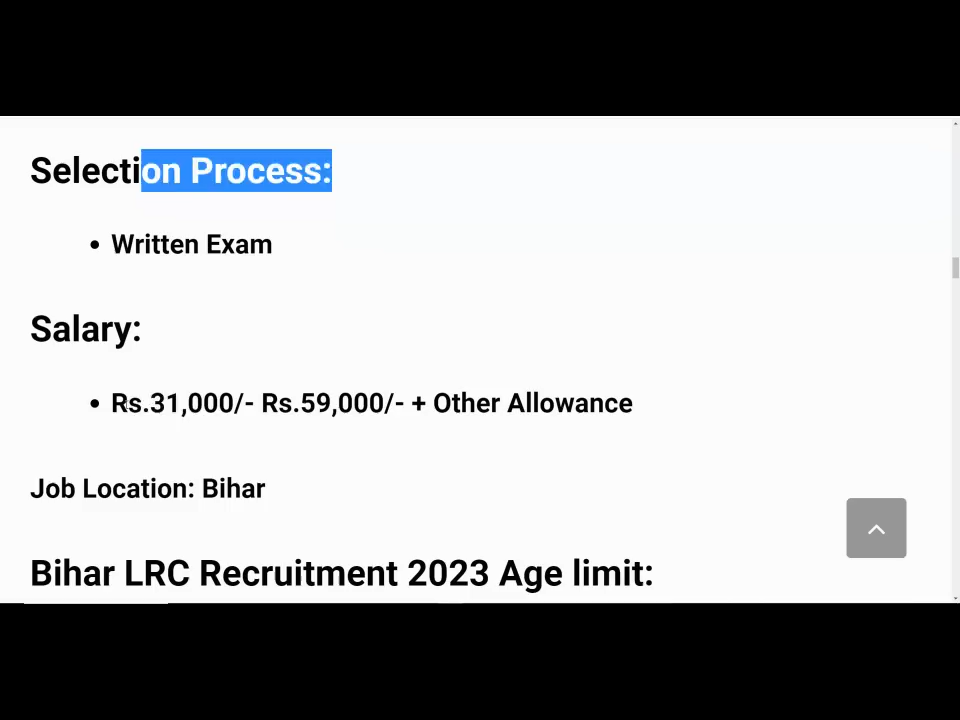 Selection Process:
• Written Exam
Salary:
• Rs.31,000/- Rs.59,000/- + Other Allowance
Job Location: Bihar
Bihar LRC Recruitment 2023 Age limit: